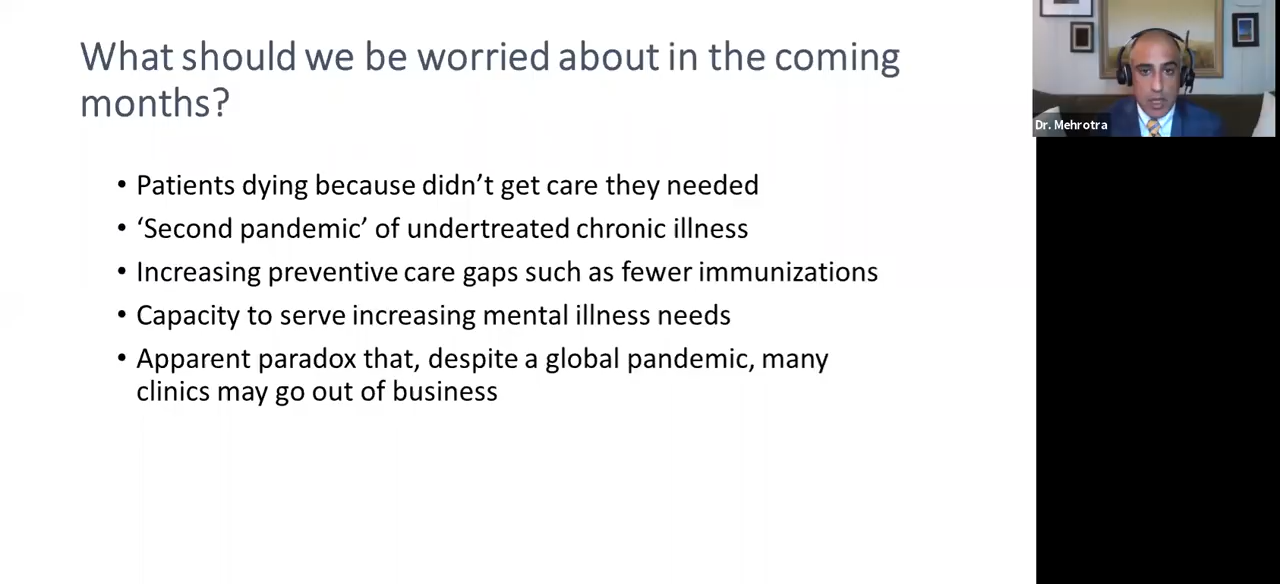 What should we be worried about in the coming
months?
• Patients dying because didn’t get care they needed
• ‘Second pandemic’ of undertreated chronic illness
• Increasing preventive care gaps such as fewer immunizations
• Capacity to serve increasing mental illness needs
• Apparent paradox that, despite a global pandemic, many
clinics may go out of business
Dr. Mehrotra